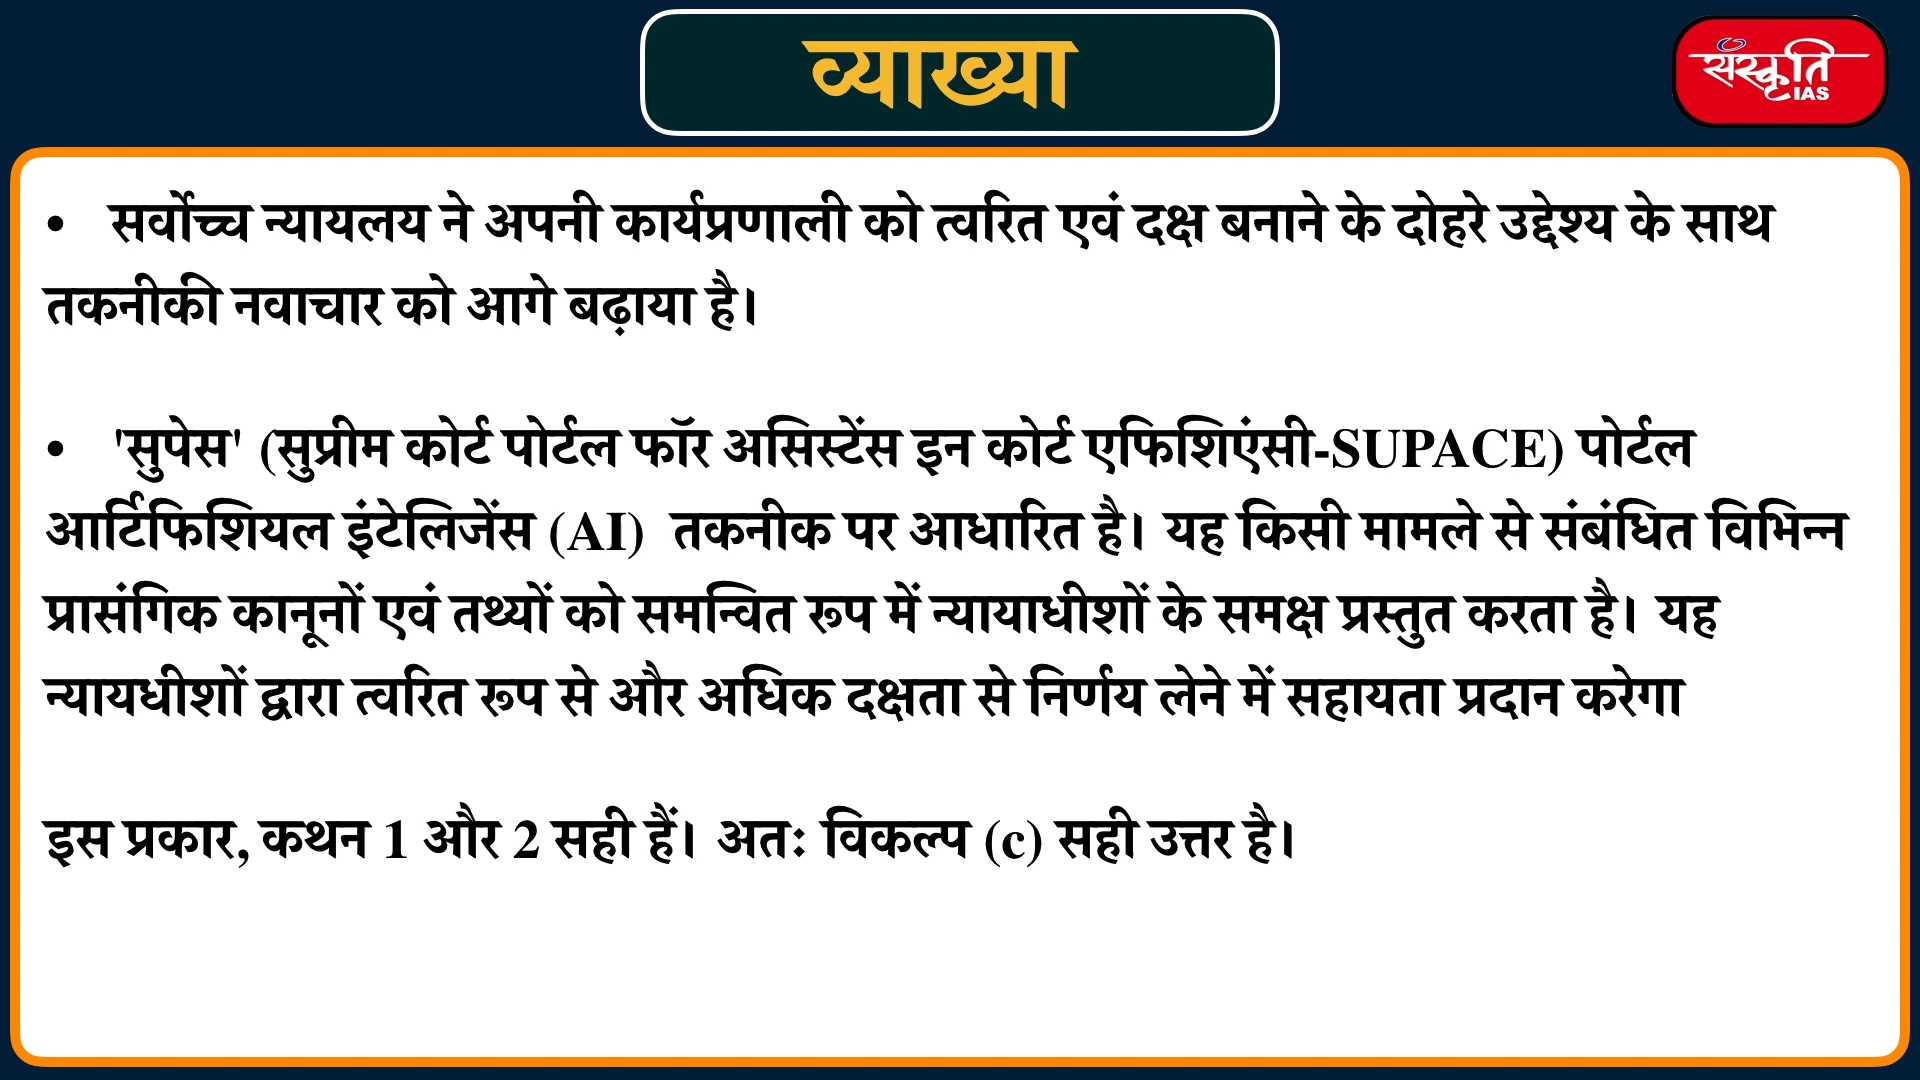 व्याख्या
संस्कृति
IAS
• सर्वोच्च न्यायलय ने अपनी कार्यप्रणाली को त्वरित एवं दक्ष बनाने के दोहरे उद्देश्य के साथ
तकनीकी नवाचार को आगे बढ़ाया है।
• 'सुपेस' (सुप्रीम कोर्ट पोर्टल फॉर असिस्टेंस इन कोर्ट एफिशिएंसी-SUPACE) पोर्टल
आर्टिफिशियल इंटेलिजेंस (AI) तकनीक पर आधारित है। यह किसी मामले से संबंधित विभिन्न
प्रासंगिक कानूनों एवं तथ्यों को समन्वित रूप में न्यायाधीशों के समक्ष प्रस्तुत करता है। यह
न्यायधीशों द्वारा त्वरित रूप से और अधिक दक्षता से निर्णय लेने में सहायता प्रदान करेगा
इस प्रकार, कथन 1 और 2 सही हैं। अतः विकल्प (c) सही उत्तर है।